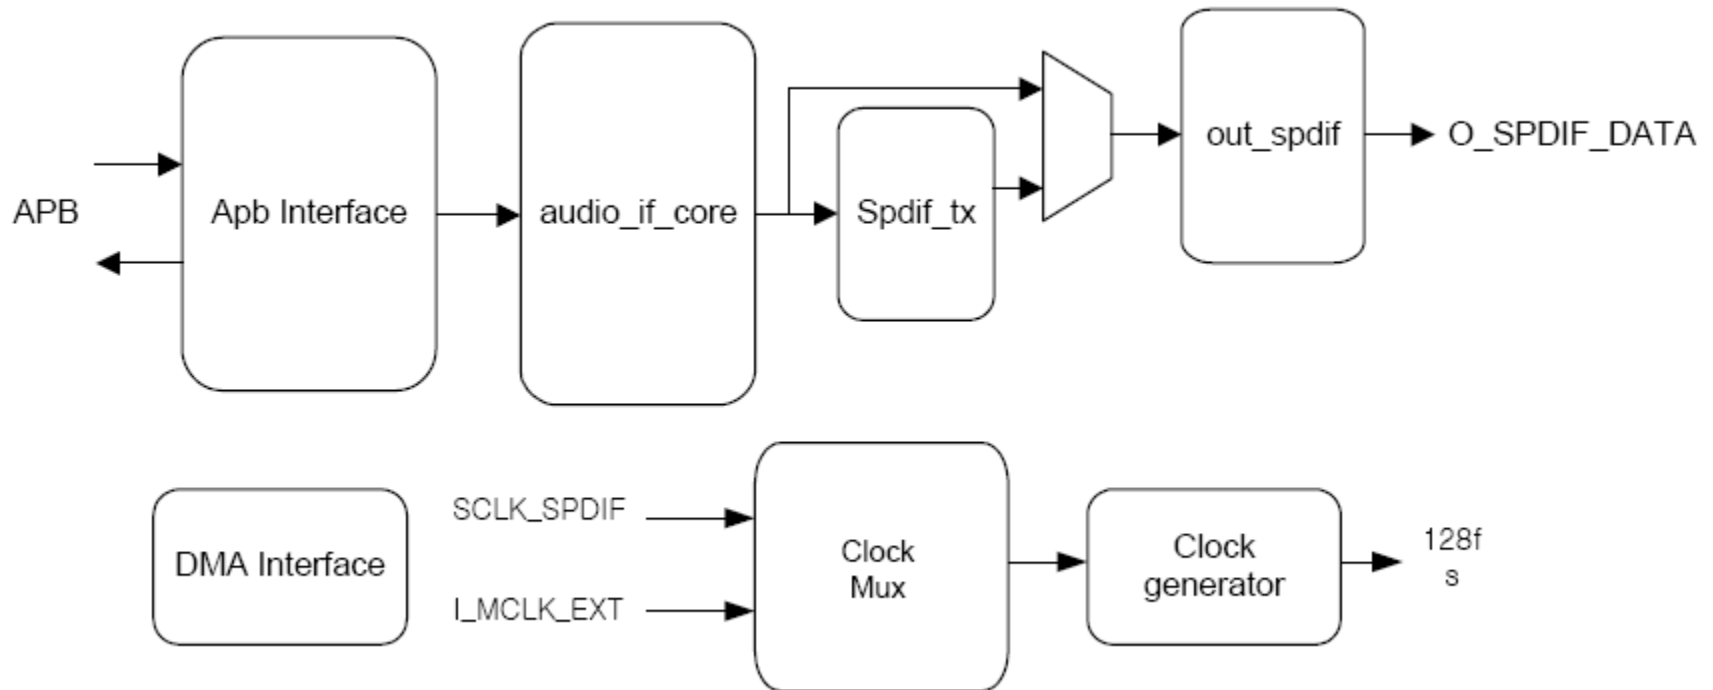 APB
Apb Interface
audio_if_core
Spdif_tx
out_spdif
O_SPDIF_DATA
DMA Interface
SCLK_SPDIF
I_MCLK_EXT
Clock
Mux
Clock
generator
128f
s